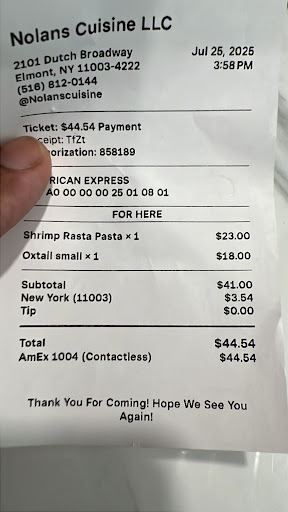 Nolans Cuisine LLC
2101 Dutch Broadway
Elmont, NY 11003-4222
(516) 812-0144
@Nolanscuisine
Jul 25, 2025
3:58 PM
Ticket: $44.54 Payment
ceipt: TfZt
orization: 858189
RICAN EXPRESS
A0 00 00 00 25 01 08 01
FOR HERE
Shrimp Rasta Pasta × 1 $23.00
Oxtail small × 1 $18.00
Subtotal $41.00
New York (11003) $3.54
Tip $0.00
Total $44.54
AmEx 1004 (Contactless) $44.54
Thank You For Coming! Hope We See You
Again!